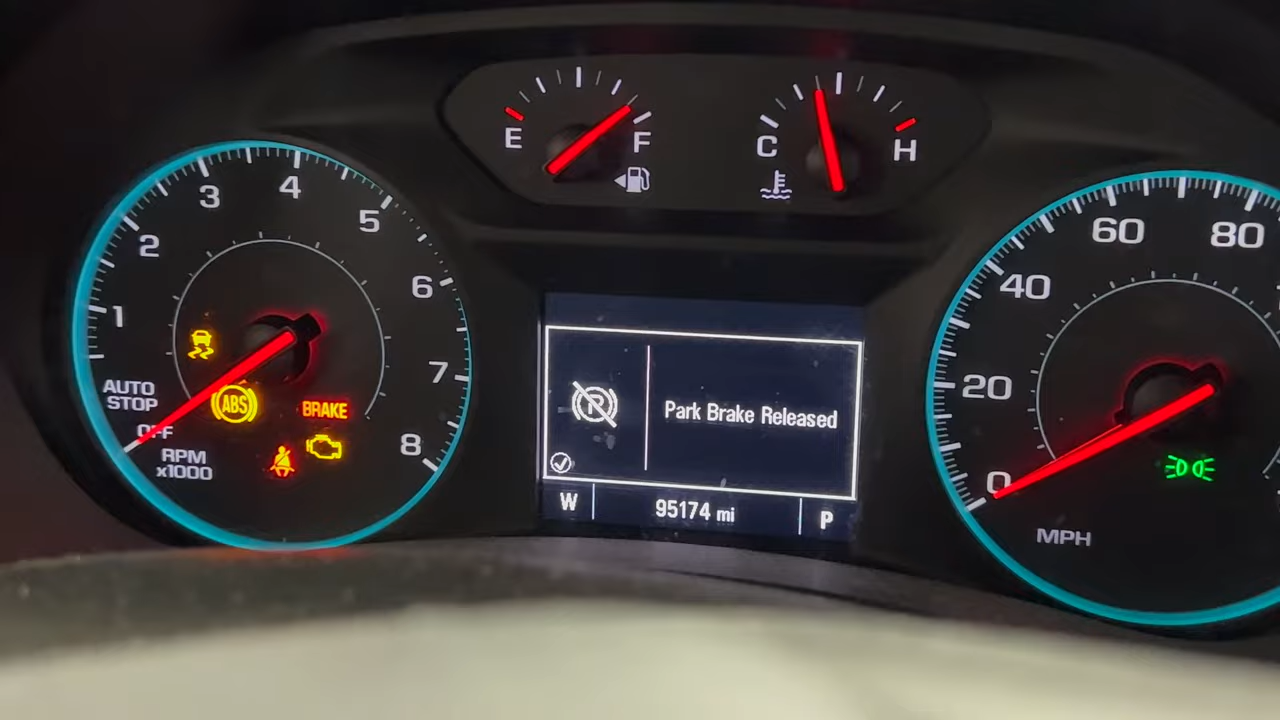 E
F
C
H
1
2
3
4
5
6
7
8
AUTO
STOP
OFF
RPM
x1000
ABS
BRAKE
P
Park Brake Released
W
95174 mi
P
0
20
40
60
80
MPH